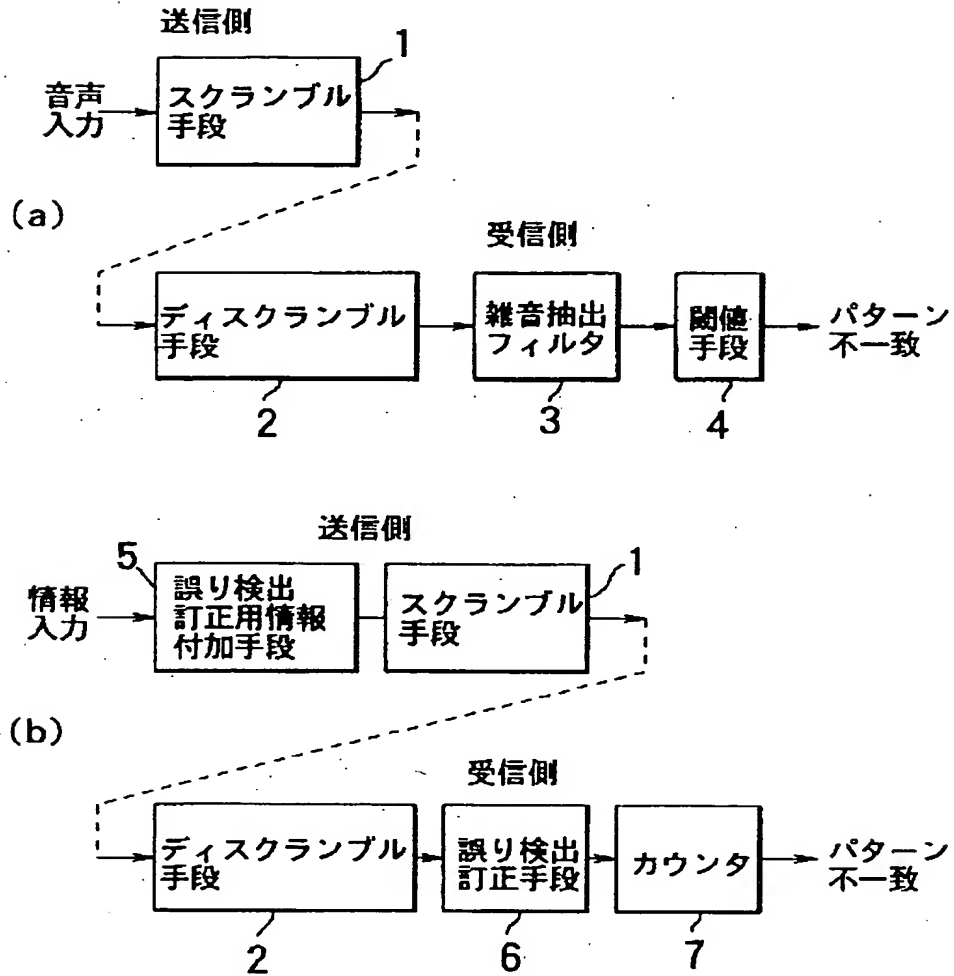 送信側
1
音声
入力
スクランブル
手段
(a)
受信側
ディスクランブル
手段
雑音抽出
フィルタ
閾値
手段
パターン
不一致
2
3
4
送信側
5
1
情報
入力
誤り検出
訂正用情報
付加手段
スクランブル
手段
(b)
受信側
ディスクランブル
手段
誤り検出
訂正手段
カウンタ
パターン
不一致
2
6
7